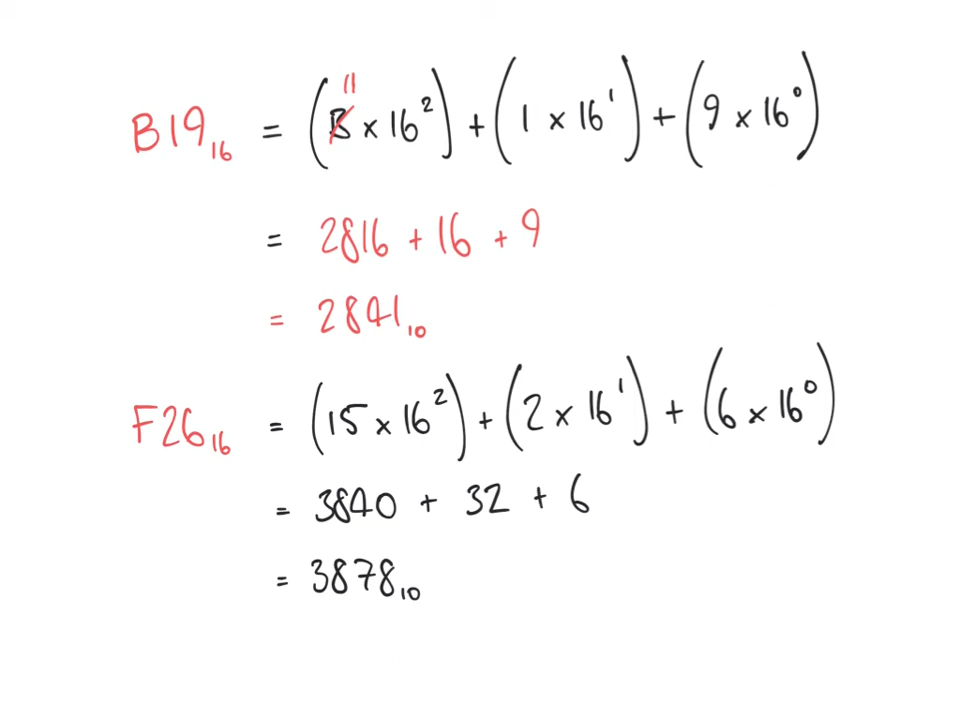 11
B19₁₆ = (B × 16²) + (1 × 16¹) + (9 × 16⁰)
= 2816 + 16 + 9
= 2841₁₀
F26₁₆ = (15 × 16²) + (2 × 16¹) + (6 × 16⁰)
= 3840 + 32 + 6
= 3878₁₀